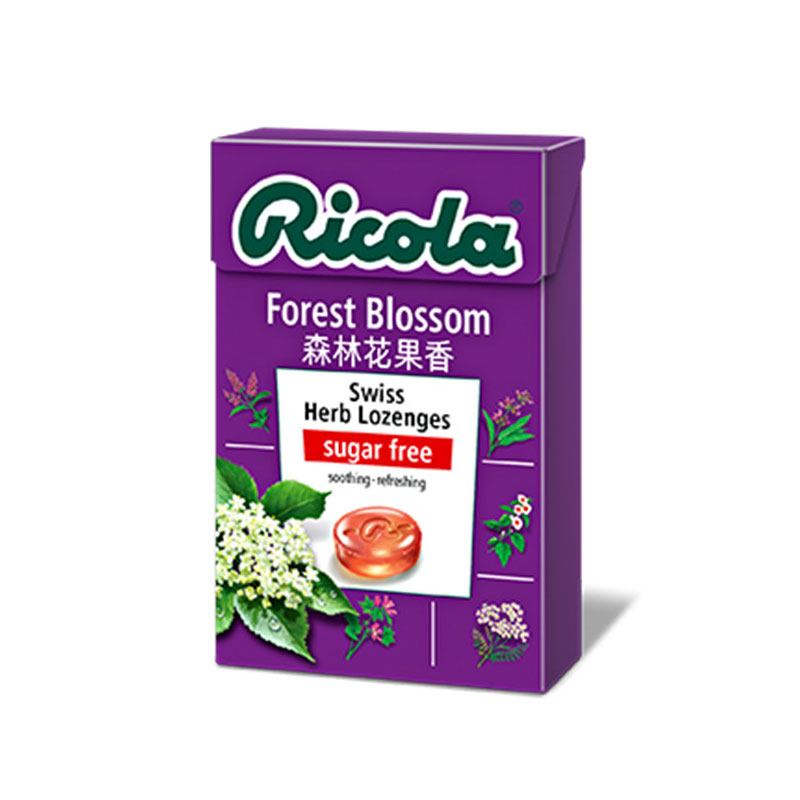 Ricola®
Forest Blossom
森林花果香
Swiss
Herb Lozenges
sugar free
soothing - refreshing